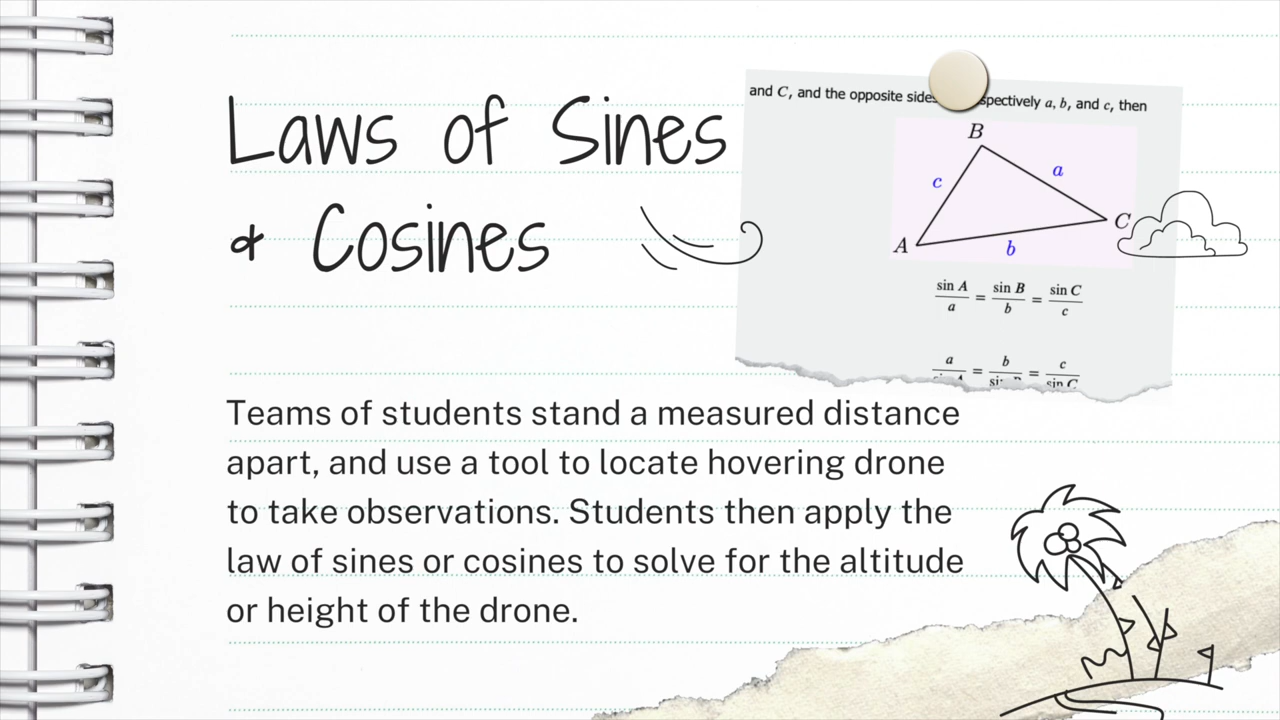 Laws of Sines
& Cosines
and C, and the opposite sides spectively a, b, and c, then
B
c
a
A
b
C
sin A / a = sin B / b = sin C / c
a = b = c
sin C
Teams of students stand a measured distance
apart, and use a tool to locate hovering drone
to take observations. Students then apply the
law of sines or cosines to solve for the altitude
or height of the drone.